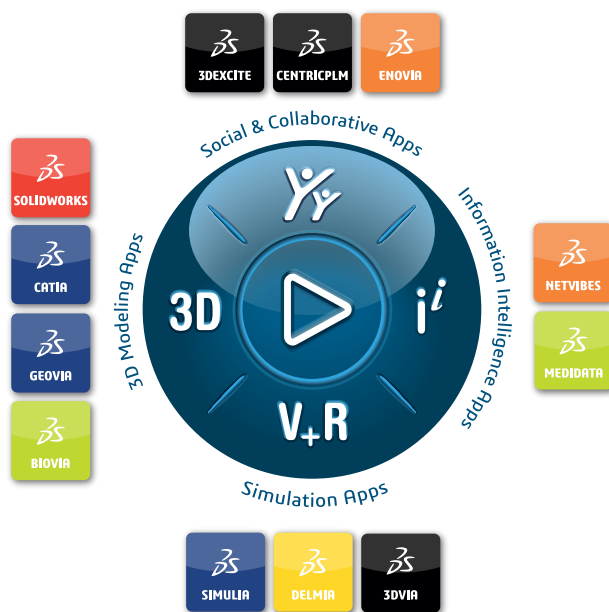 3DEXCITE
CENTRICPLM
ENOVIA
Social & Collaborative Apps
SOLIDWORKS
CATIA
GEOVIA
BIOVIA
3D Modeling Apps
3D
i i
V+R
Information Intelligence Apps
NETVIBES
MEDIDATA
Simulation Apps
SIMULIA
DELMIA
3DVIA